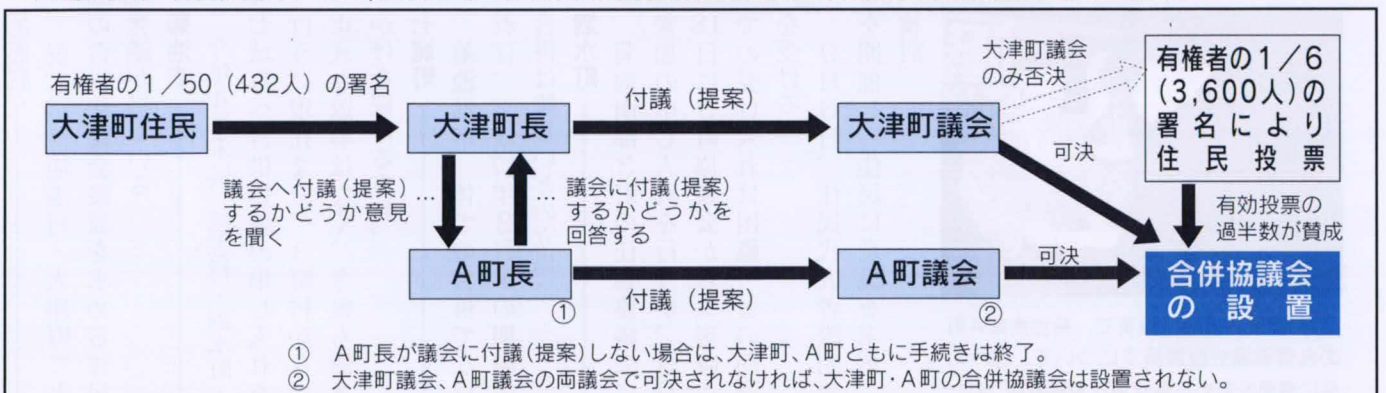 有権者の1／50（432人）の署名
大津町住民
大津町長
付議（提案）
大津町議会
大津町議会
のみ否決
有権者の1／6
（3,600人）の
署名により
住民投票
可決
有効投票の
過半数が賛成
議会へ付議（提案）
するかどうか意見
を聞く
…
…
議会に付議（提案）
するかどうかを
回答する
A町長
①
付議（提案）
A町議会
②
可決
合併協議会
の設置
①　A町長が議会に付議（提案）しない場合は、大津町、A町ともに手続きは終了。
②　大津町議会、A町議会の両議会で可決されなければ、大津町・A町の合併協議会は設置されない。